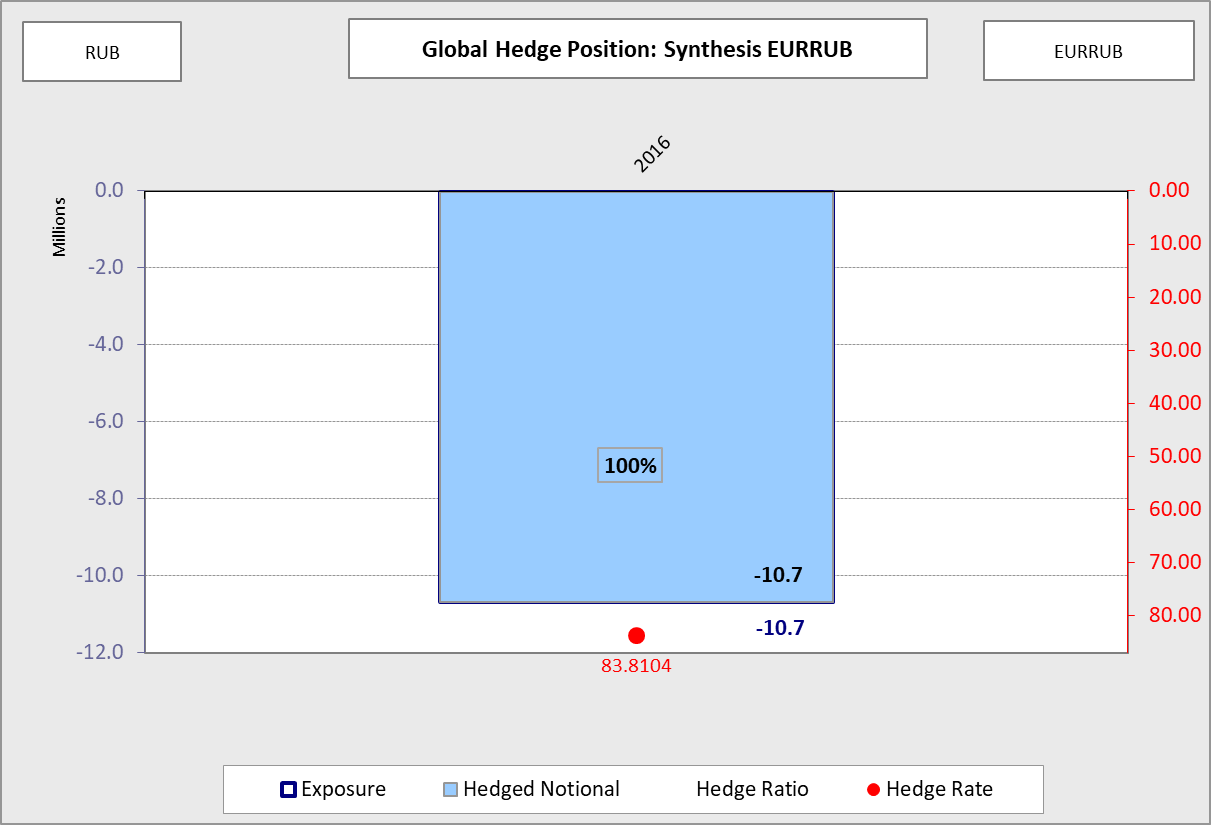 RUB
Global Hedge Position: Synthesis EURRUB
EURRUB
2016
Millions
0.0
-2.0
-4.0
-6.0
-8.0
-10.0
-12.0
0.00
10.00
20.00
30.00
40.00
50.00
60.00
70.00
80.00
100%
-10.7
-10.7
83.8104
Exposure
Hedged Notional
Hedge Ratio
Hedge Rate